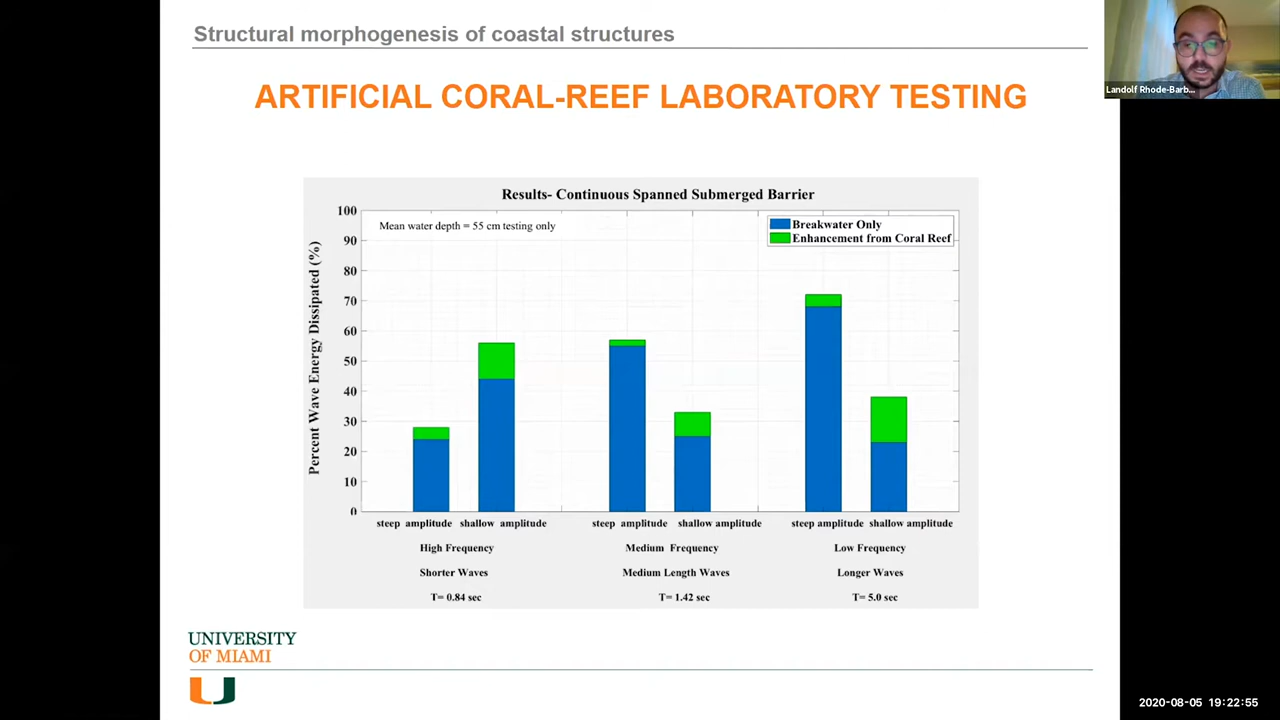 Structural morphogenesis of coastal structures
Landolf Rhode-Barb...
ARTIFICIAL CORAL-REEF LABORATORY TESTING
Results- Continuous Spanned Submerged Barrier
Mean water depth = 55 cm testing only
Breakwater Only
Enhancement from Coral Reef
Percent Wave Energy Dissipated (%)
100
90
80
70
60
50
40
30
20
10
0
steep amplitude shallow amplitude steep amplitude shallow amplitude steep amplitude shallow amplitude
High Frequency Medium Frequency Low Frequency
Shorter Waves Medium Length Waves Longer Waves
T= 0.84 sec T= 1.42 sec T= 5.0 sec
UNIVERSITY
OF MIAMI
U
2020-08-05 19:22:55